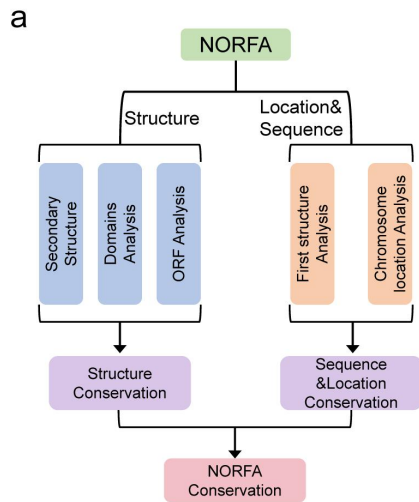 a
NORFA
Structure
Location&
Sequence
Secondary
Structure
Domains
Analysis
ORF Analysis
First structure
Analysis
Chromosome
location Analysis
Structure
Conservation
Sequence
&Location
Conservation
NORFA
Conservation